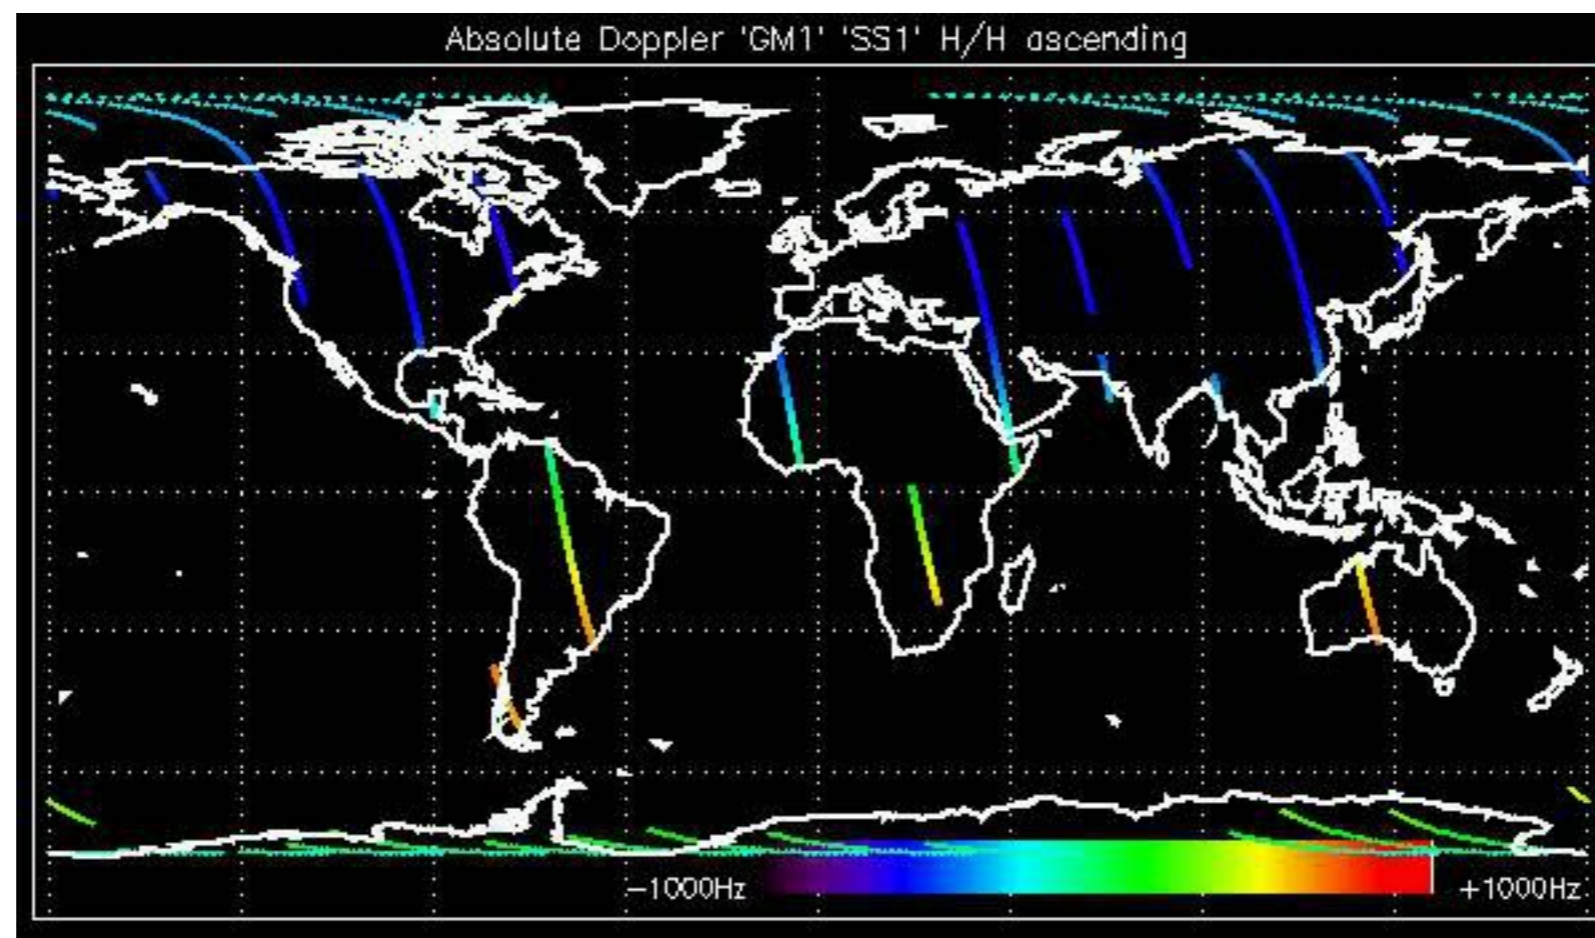 Absolute Doppler 'GM1' 'SS1' H/H ascending
−1000Hz
+1000Hz